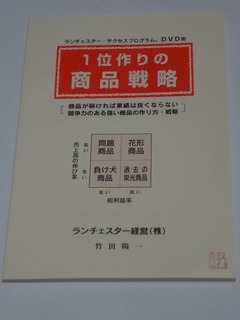 ランチェスター・サクセスプログラム。DVD用
1位作りの
商品戦略
商品が弱ければ業績は良くならない
競争力のある強い商品の作り方・戦略
売上高の伸び率
高い
低い
問題
商品
花形
商品
負け犬
商品
過去の
栄光商品
粗利益率
ランチェスター経営(株)
竹田陽一